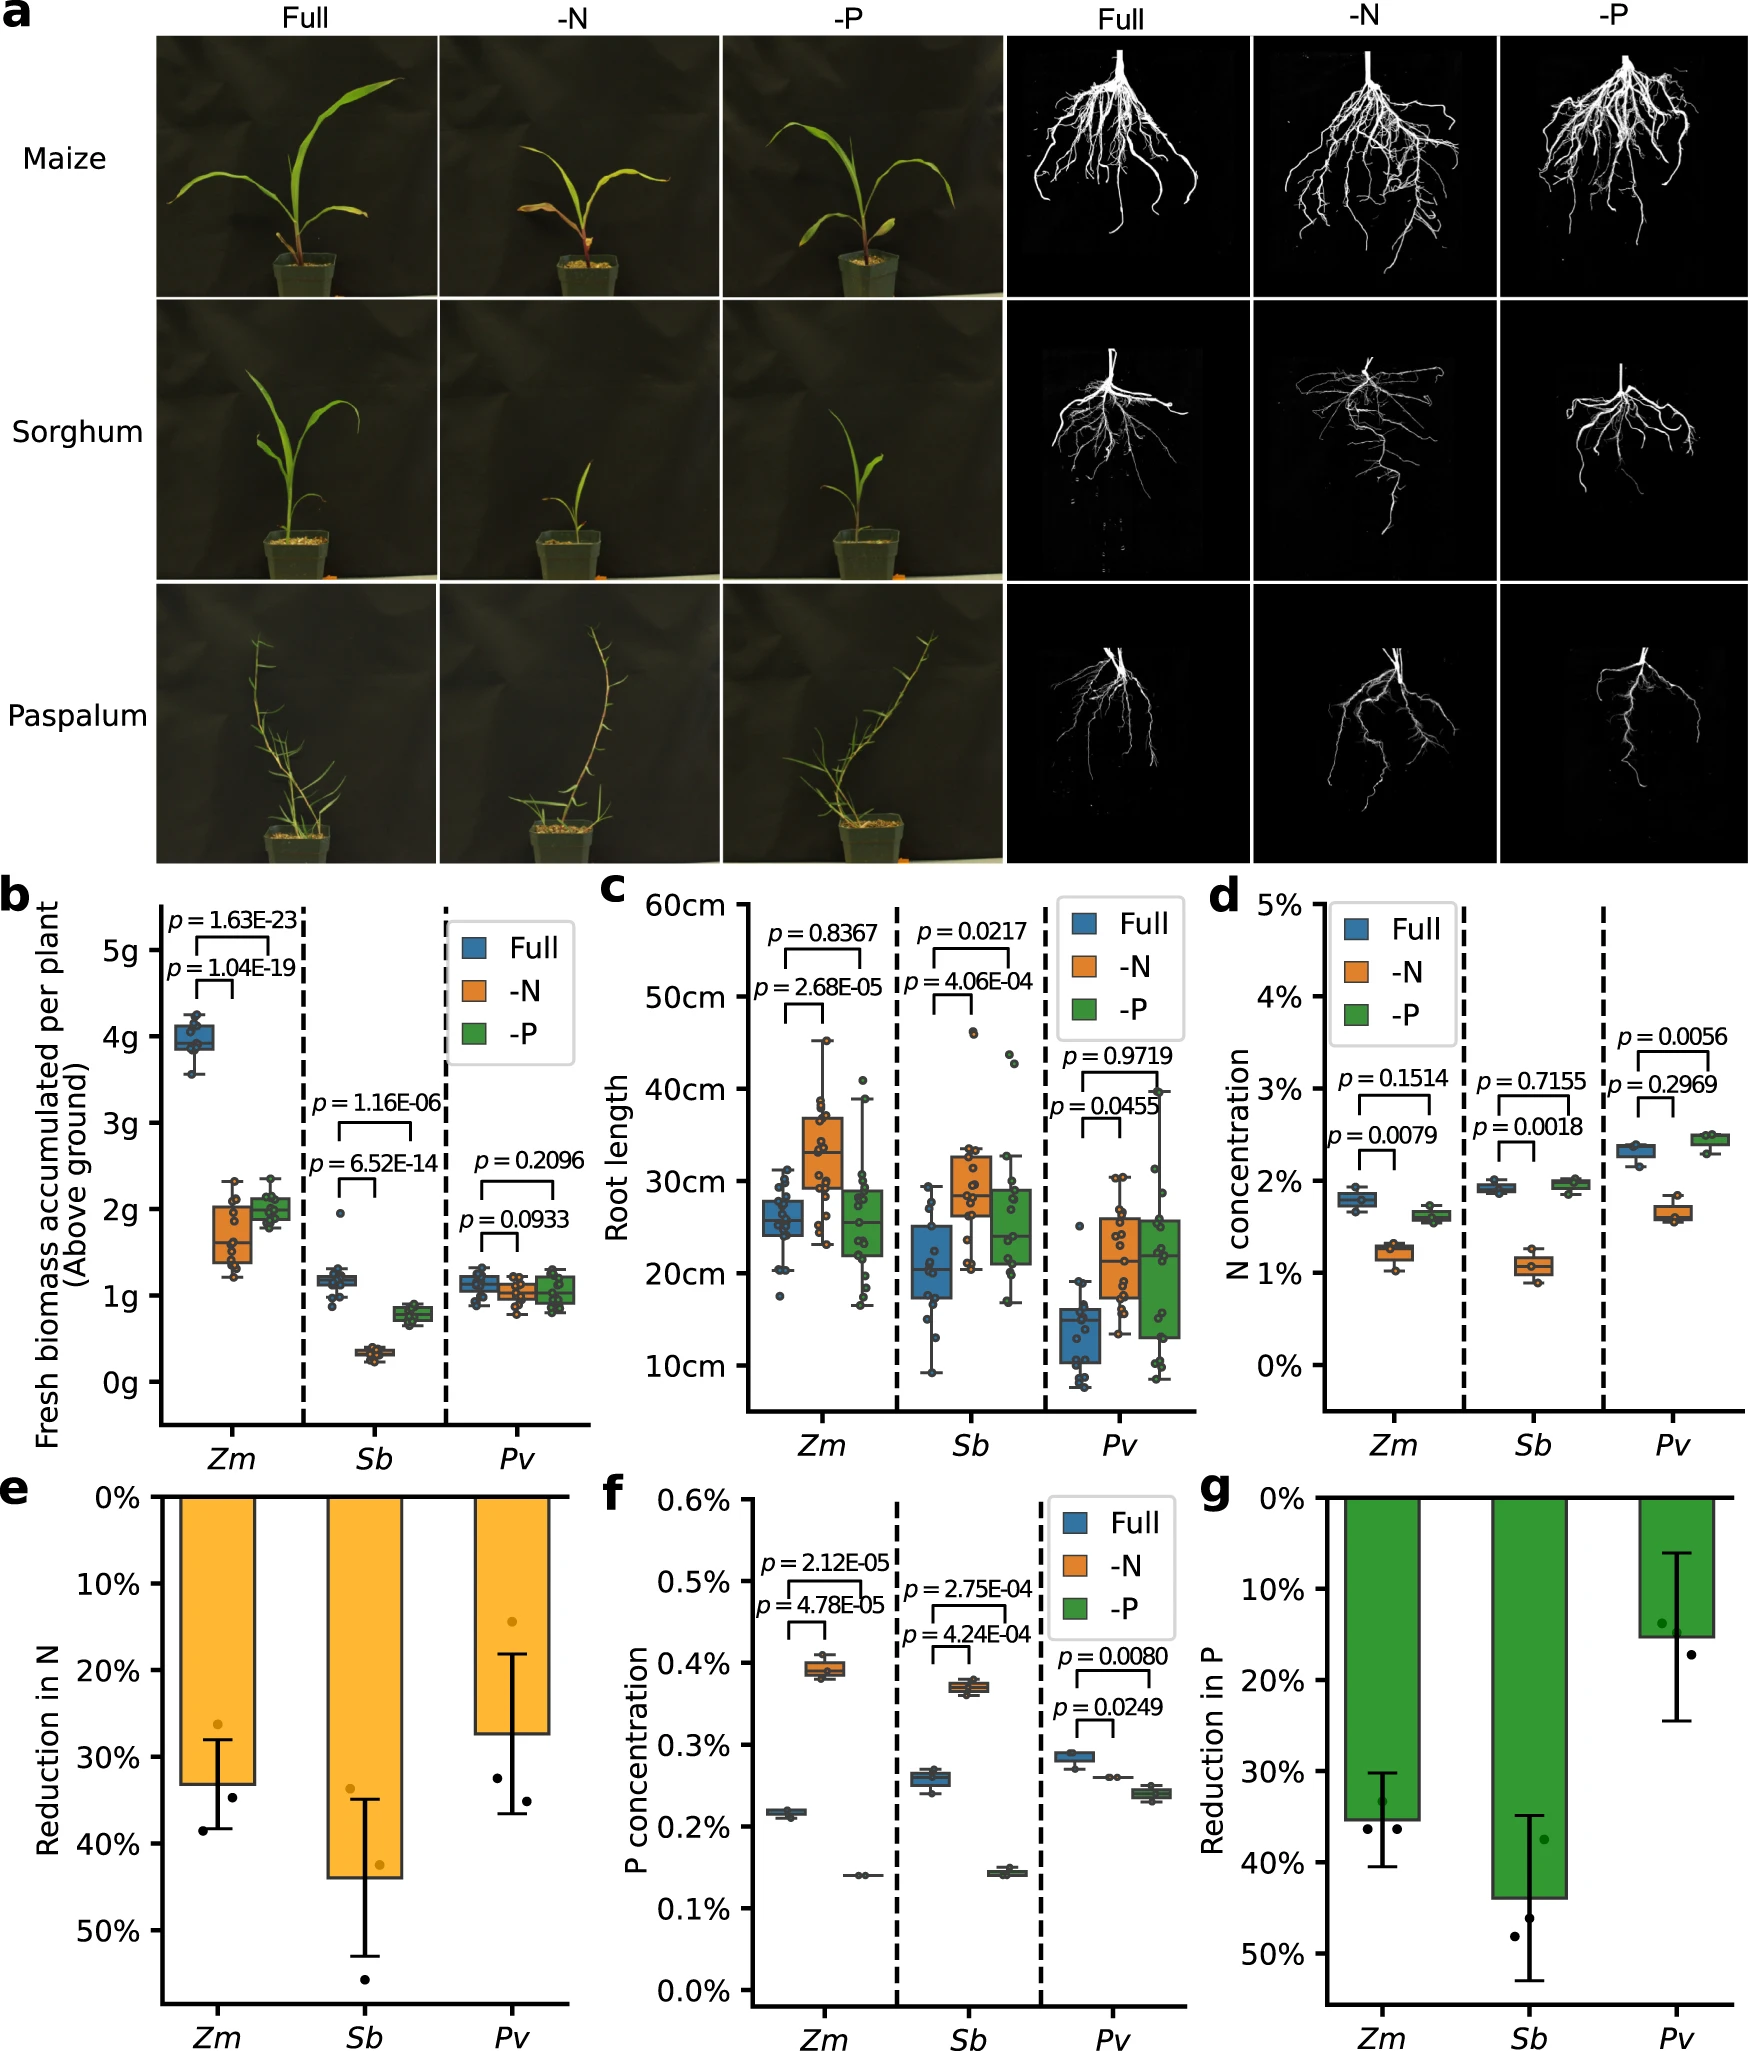 a
Full -N -P Full -N -P
Maize
Sorghum
Paspalum
b
Fresh biomass accumulated per plant
(Above ground)
5g
4g
3g
2g
1g
0g
p = 1.63E-23
p = 1.04E-19
p = 1.16E-06
p = 6.52E-14
p = 0.2096
p = 0.0933
Full
-N
-P
Zm Sb Pv
c
Root length
60cm
50cm
40cm
30cm
20cm
10cm
p = 0.8367
p = 2.68E-05
p = 0.0217
p = 4.06E-04
p = 0.9719
p = 0.0455
Full
-N
-P
Zm Sb Pv
d
N concentration
5%
4%
3%
2%
1%
0%
Full
-N
-P
p = 0.1514
p = 0.0079
p = 0.7155
p = 0.0018
p = 0.0056
p = 0.2969
Zm Sb Pv
e
Reduction in N
0%
10%
20%
30%
40%
50%
Zm Sb Pv
f
P concentration
0.6%
0.5%
0.4%
0.3%
0.2%
0.1%
0.0%
p = 2.12E-05
p = 4.78E-05
p = 2.75E-04
p = 4.24E-04
p = 0.0080
p = 0.0249
Full
-N
-P
Zm Sb Pv
g
Reduction in P
0%
10%
20%
30%
40%
50%
Zm Sb Pv